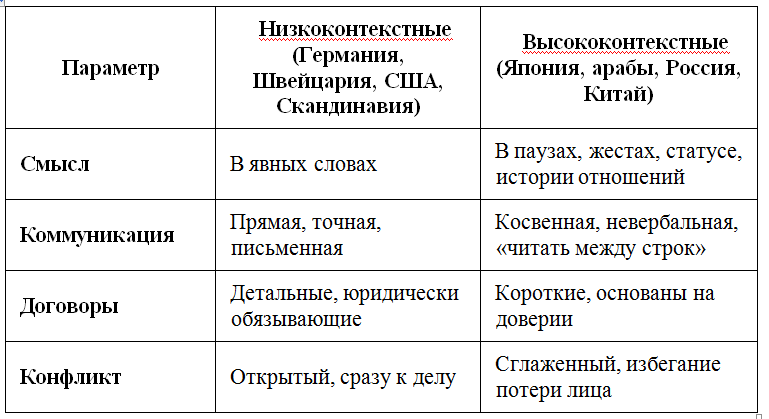 Параметр
Низкоконтекстные
(Германия,
Швейцария, США,
Скандинавия)
Высококонтекстные
(Япония, арабы, Россия,
Китай)
Смысл
В явных словах
В паузах, жестах, статусе,
истории отношений
Коммуникация
Прямая, точная,
письменная
Косвенная, невербальная,
«читать между строк»
Договоры
Детальные, юридически
обязывающие
Короткие, основаны на
доверии
Конфликт
Открытый, сразу к делу
Сглаженный, избегание
потери лица